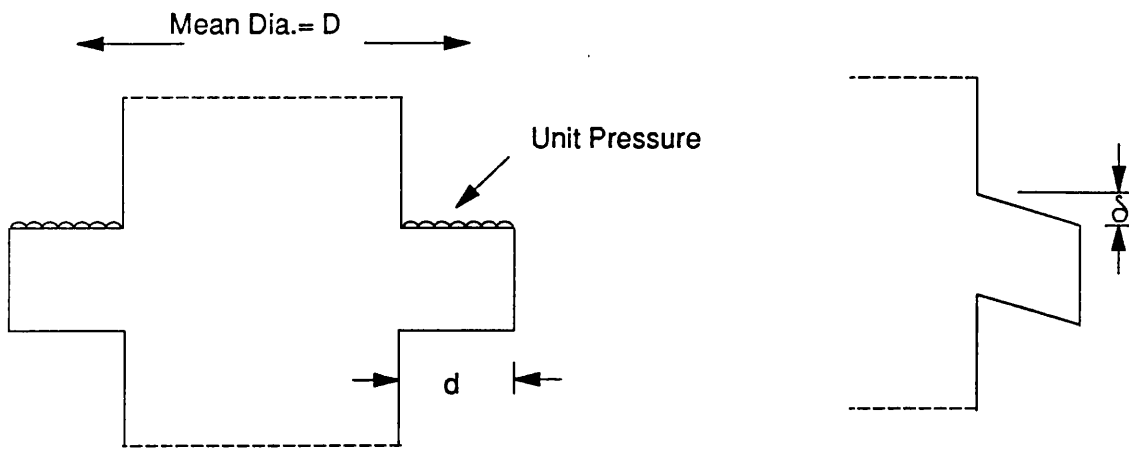 Mean Dia.= D
Unit Pressure
δ
d